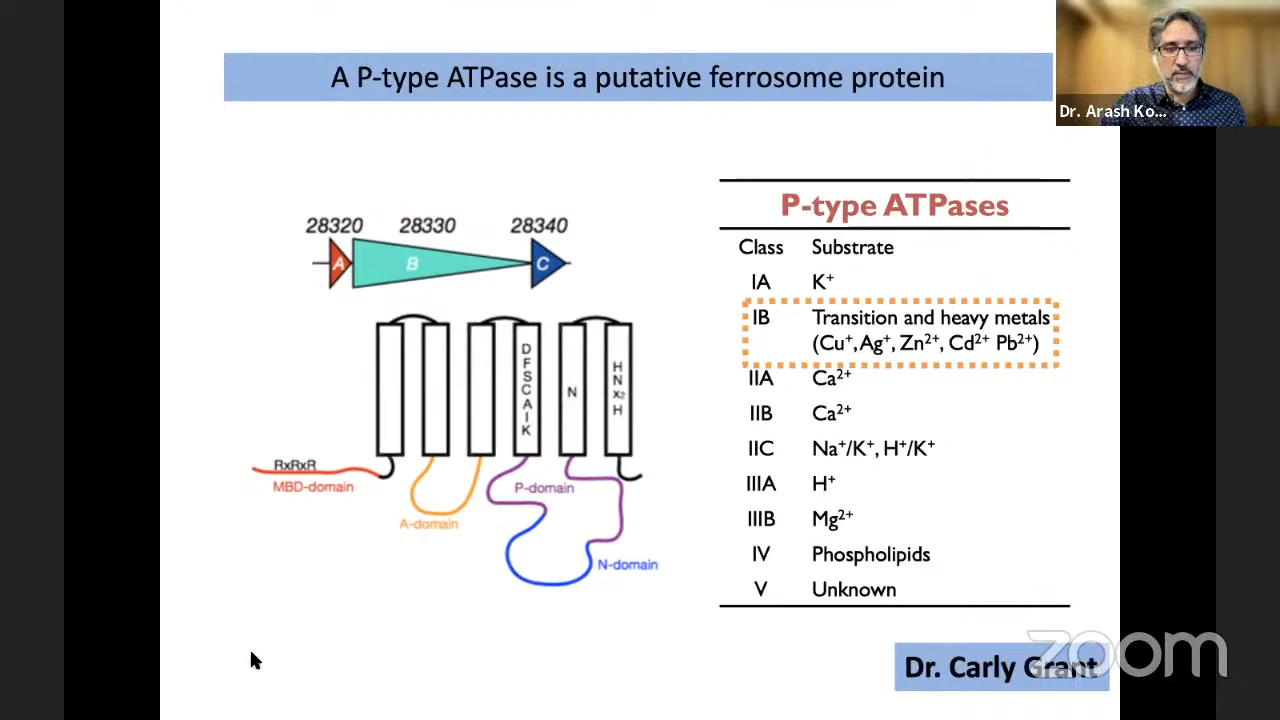 A P-type ATPase is a putative ferrosome protein
Dr. Arash Ko...
28320 28330 28340
A B C
DFSCAIK
N
HNx₂H
RxRxR
MBD-domain
A-domain
P-domain
N-domain
P-type ATPases
Class Substrate
IA K⁺
IB Transition and heavy metals
(Cu⁺, Ag⁺, Zn²⁺, Cd²⁺ Pb²⁺)
IIA Ca²⁺
IIB Ca²⁺
IIC Na⁺/K⁺, H⁺/K⁺
IIIA H⁺
IIIB Mg²⁺
IV Phospholipids
V Unknown
Dr. Carly Grant
zoom